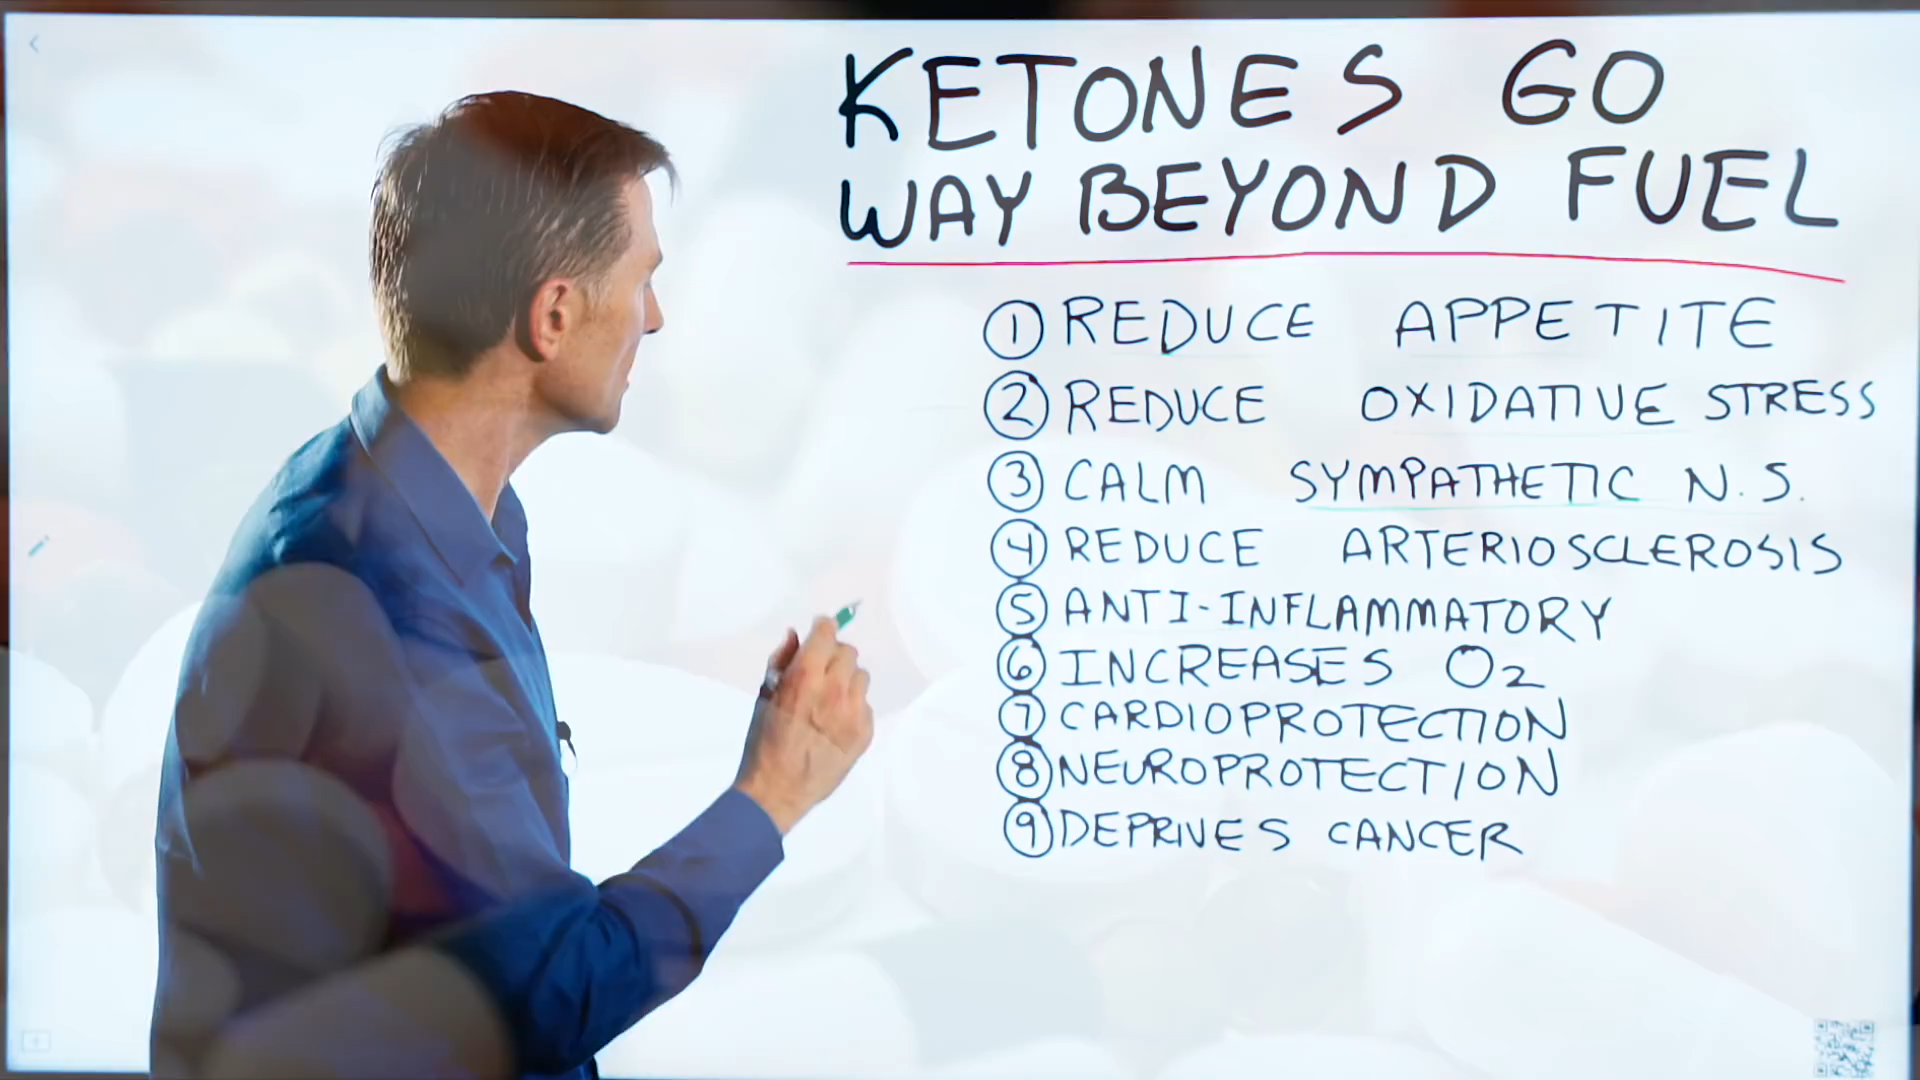 KETONES GO
WAY BEYOND FUEL
1 REDUCE APPETITE
2 REDUCE OXIDATIVE STRESS
3 CALM SYMPATHETIC N.S.
4 REDUCE ARTERIOSCLEROSIS
5 ANTI-INFLAMMATORY
6 INCREASES O2
7 CARDIOPROTECTION
8 NEUROPROTECTION
9 DEPRIVES CANCER